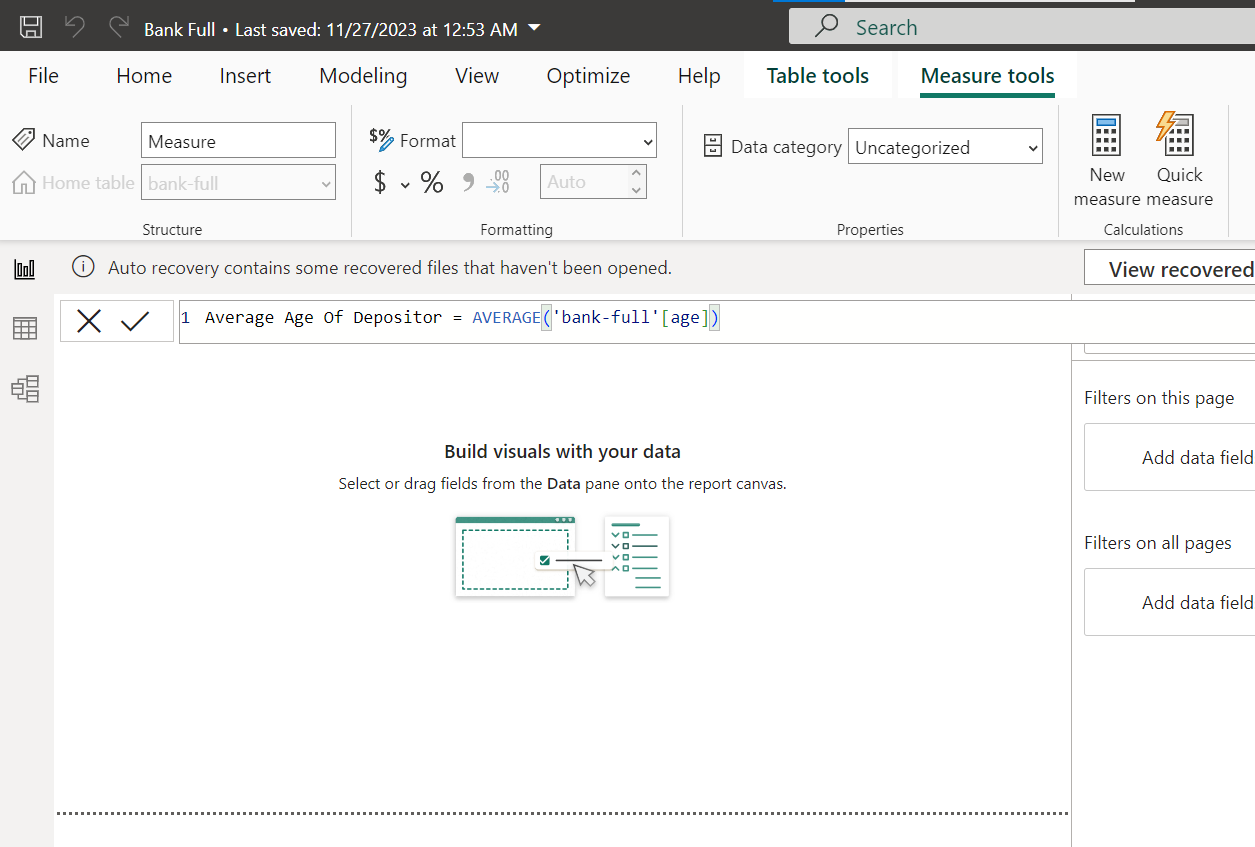 Bank Full • Last saved: 11/27/2023 at 12:53 AM
Search
File Home Insert Modeling View Optimize Help Table tools Measure tools
Name Measure
Home table bank-full
Structure
$% Format
$ % 9 .00
Auto
Formatting
Data category Uncategorized
Properties
New measure
Quick measure
Calculations
Auto recovery contains some recovered files that haven't been opened.
View recovered
1 Average Age Of Depositor = AVERAGE('bank-full'[age])
Build visuals with your data
Select or drag fields from the Data pane onto the report canvas.
Filters on this page
Add data field
Filters on all pages
Add data field